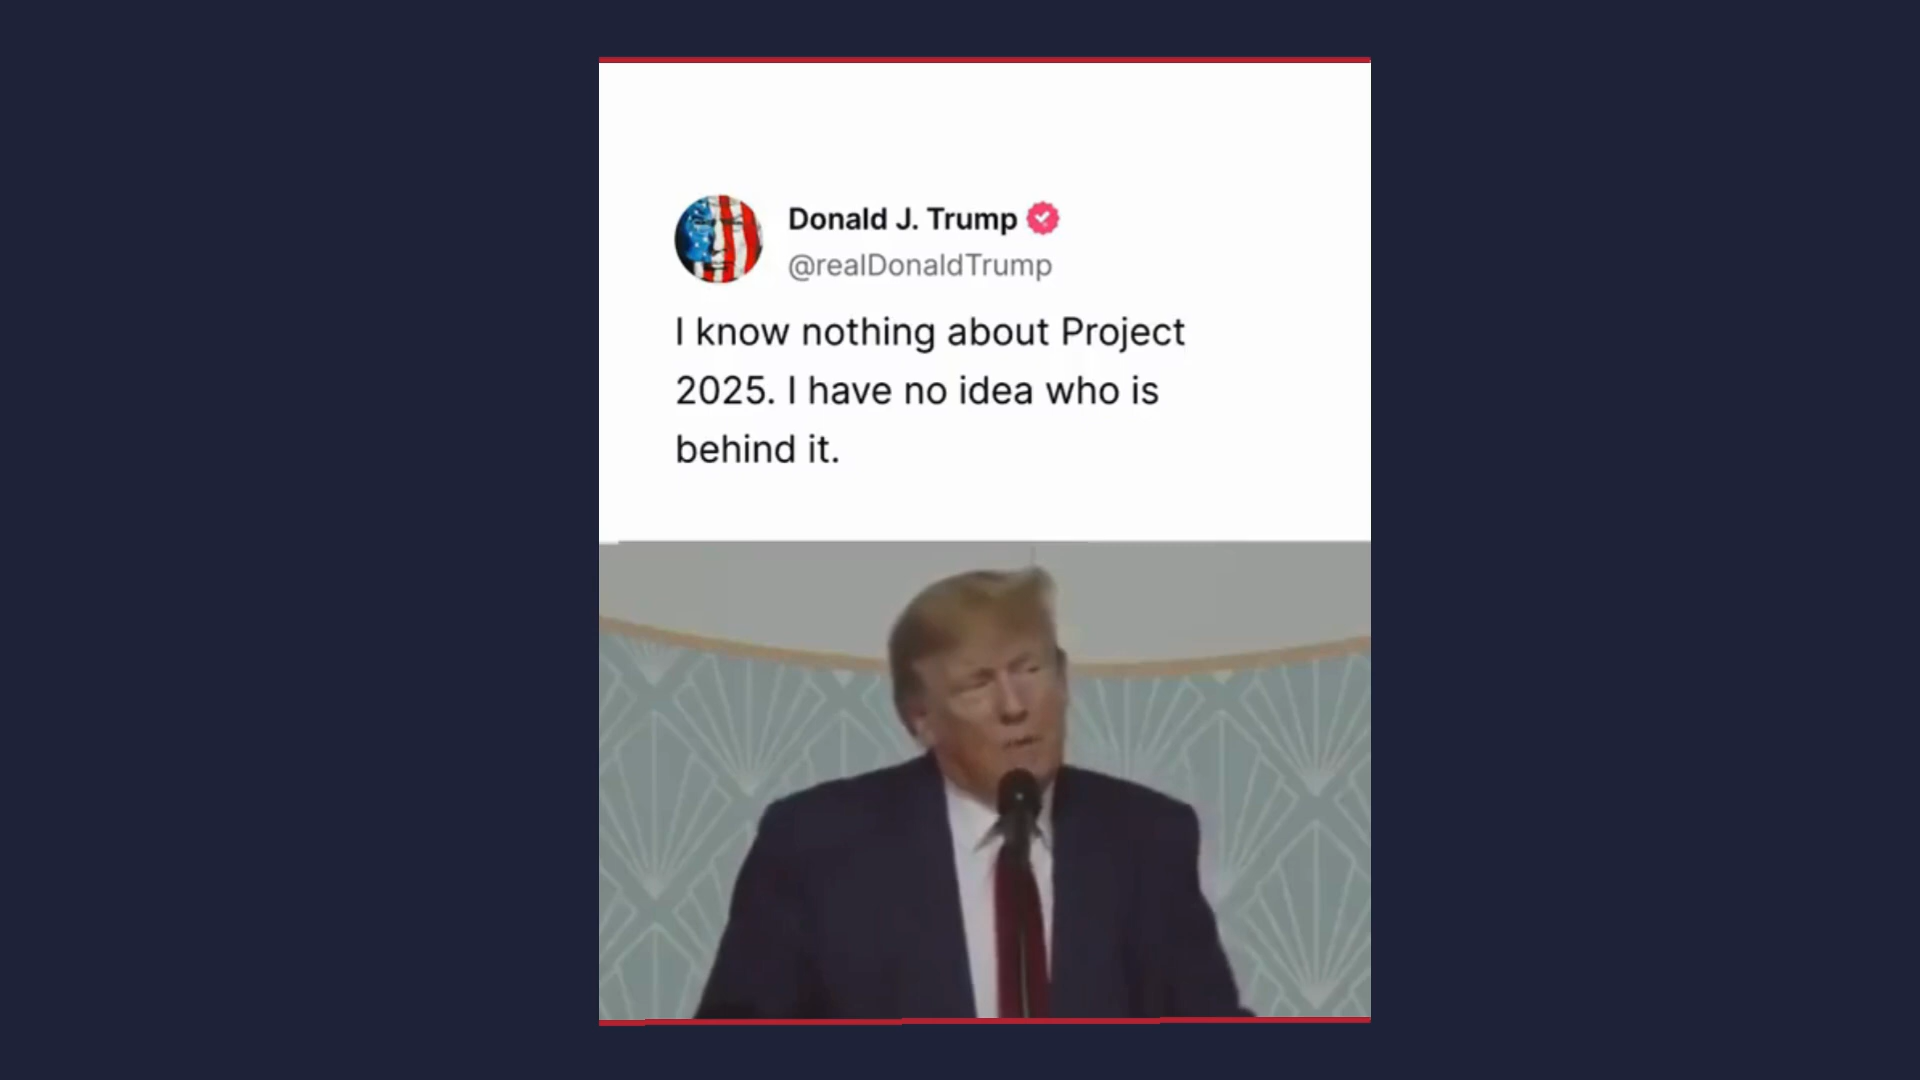 Donald J. Trump
@realDonaldTrump
I know nothing about Project
2025. I have no idea who is
behind it.